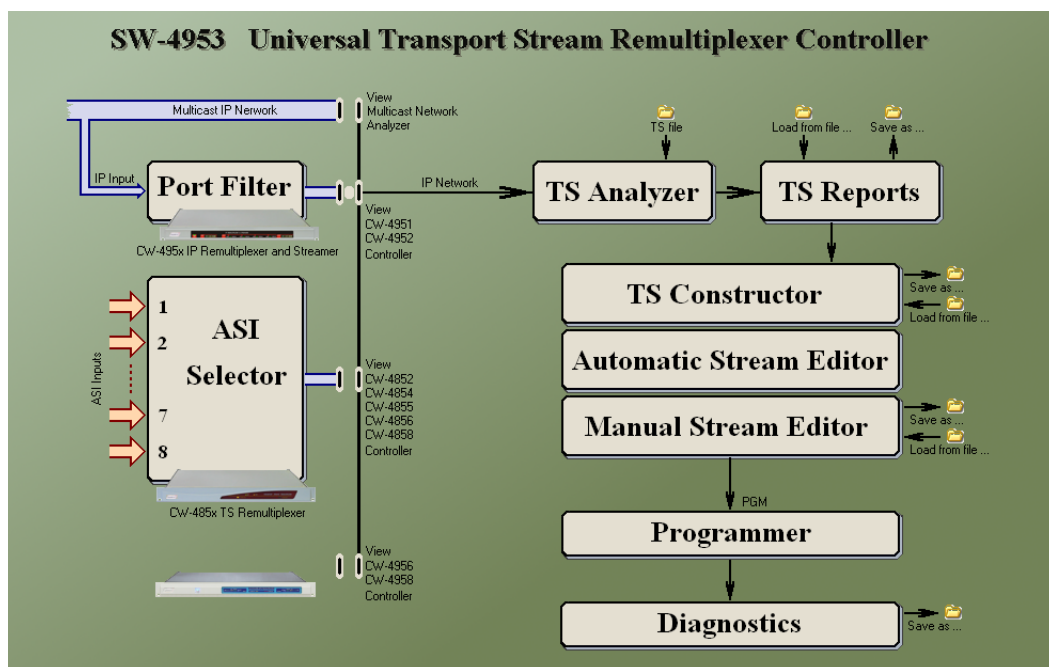 SW-4953 Universal Transport Stream Remultiplexer Controller
Multicast IP Nerwork
View
Multicast Network
Analyzer
IP Input
Port Filter
CW-495x IP Remultiplexer and Streamer
View
CW-4951
CW-4952
Controller
IP Network
TS file
TS Analyzer
Load from file ...
Save as ...
TS Reports
TS Constructor
Save as ...
Load from file ...
Automatic Stream Editor
Manual Stream Editor
Save as ...
Load from file ...
PGM
Programmer
Diagnostics
Save as ...
ASI Inputs
1
2
7
8
ASI
Selector
CW-485x TS Remultiplexer
View
CW-4852
CW-4854
CW-4855
CW-4856
CW-4858
Controller
View
CW-4956
CW-4958
Controller